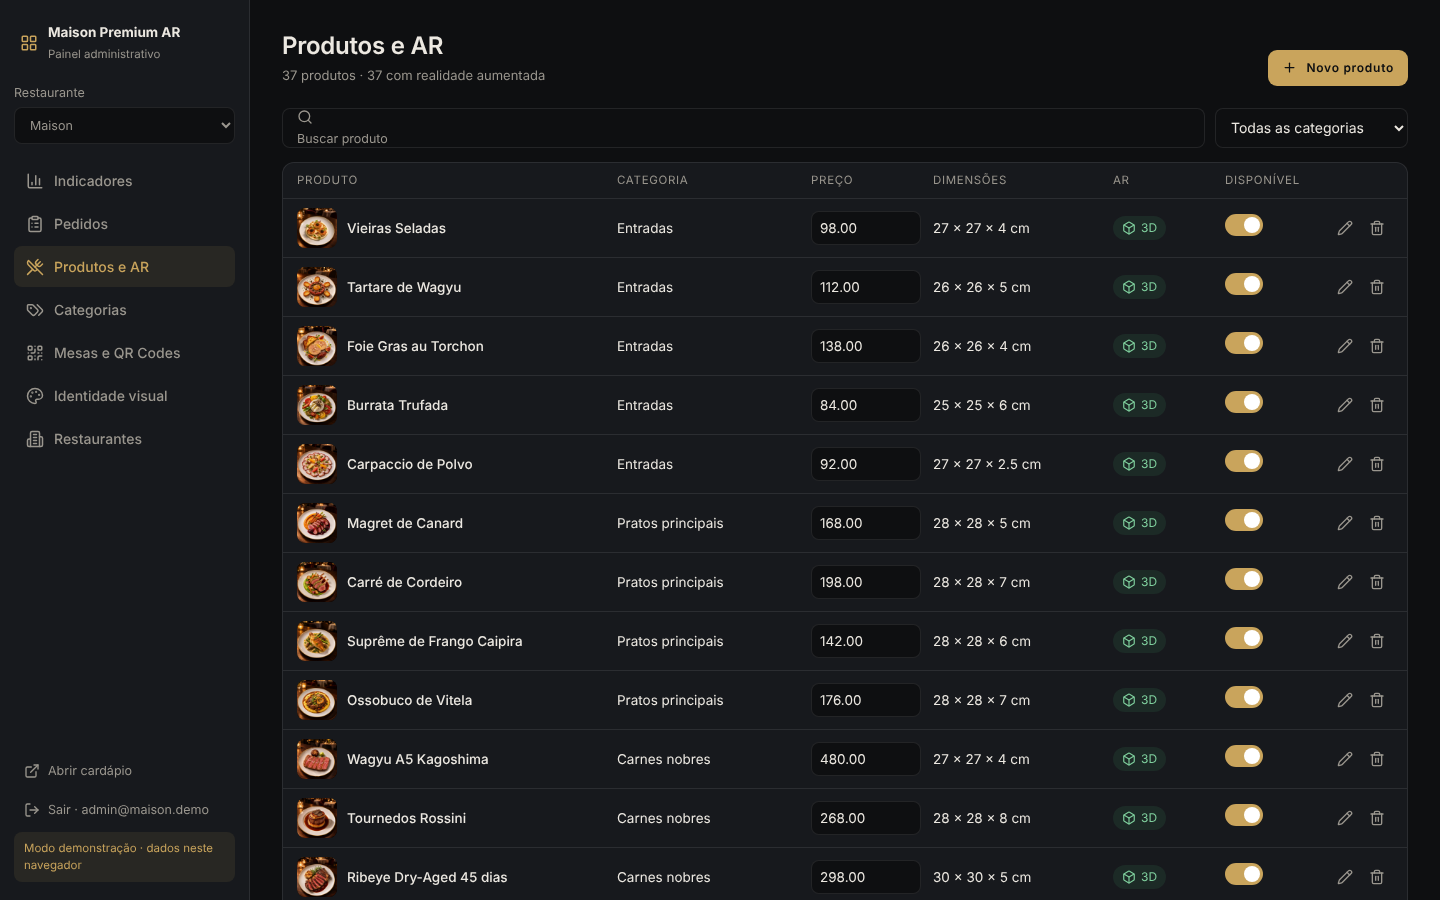 Maison Premium AR
Painel administrativo
Restaurante
Maison
Indicadores
Pedidos
Produtos e AR
Categorias
Mesas e QR Codes
Identidade visual
Restaurantes
Abrir cardápio
Sair · admin@maison.demo
Modo demonstração · dados neste
navegador
Produtos e AR
37 produtos · 37 com realidade aumentada
Novo produto
Buscar produto
Todas as categorias
PRODUTO CATEGORIA PREÇO DIMENSÕES AR DISPONÍVEL
Vieiras Seladas Entradas 98.00 27 × 27 × 4 cm 3D
Tartare de Wagyu Entradas 112.00 26 × 26 × 5 cm 3D
Foie Gras au Torchon Entradas 138.00 26 × 26 × 4 cm 3D
Burrata Trufada Entradas 84.00 25 × 25 × 6 cm 3D
Carpaccio de Polvo Entradas 92.00 27 × 27 × 2.5 cm 3D
Magret de Canard Pratos principais 168.00 28 × 28 × 5 cm 3D
Carré de Cordeiro Pratos principais 198.00 28 × 28 × 7 cm 3D
Suprême de Frango Caipira Pratos principais 142.00 28 × 28 × 6 cm 3D
Ossobuco de Vitela Pratos principais 176.00 28 × 28 × 7 cm 3D
Wagyu A5 Kagoshima Carnes nobres 480.00 27 × 27 × 4 cm 3D
Tournedos Rossini Carnes nobres 268.00 28 × 28 × 8 cm 3D
Ribeye Dry-Aged 45 dias Carnes nobres 298.00 30 × 30 × 5 cm 3D